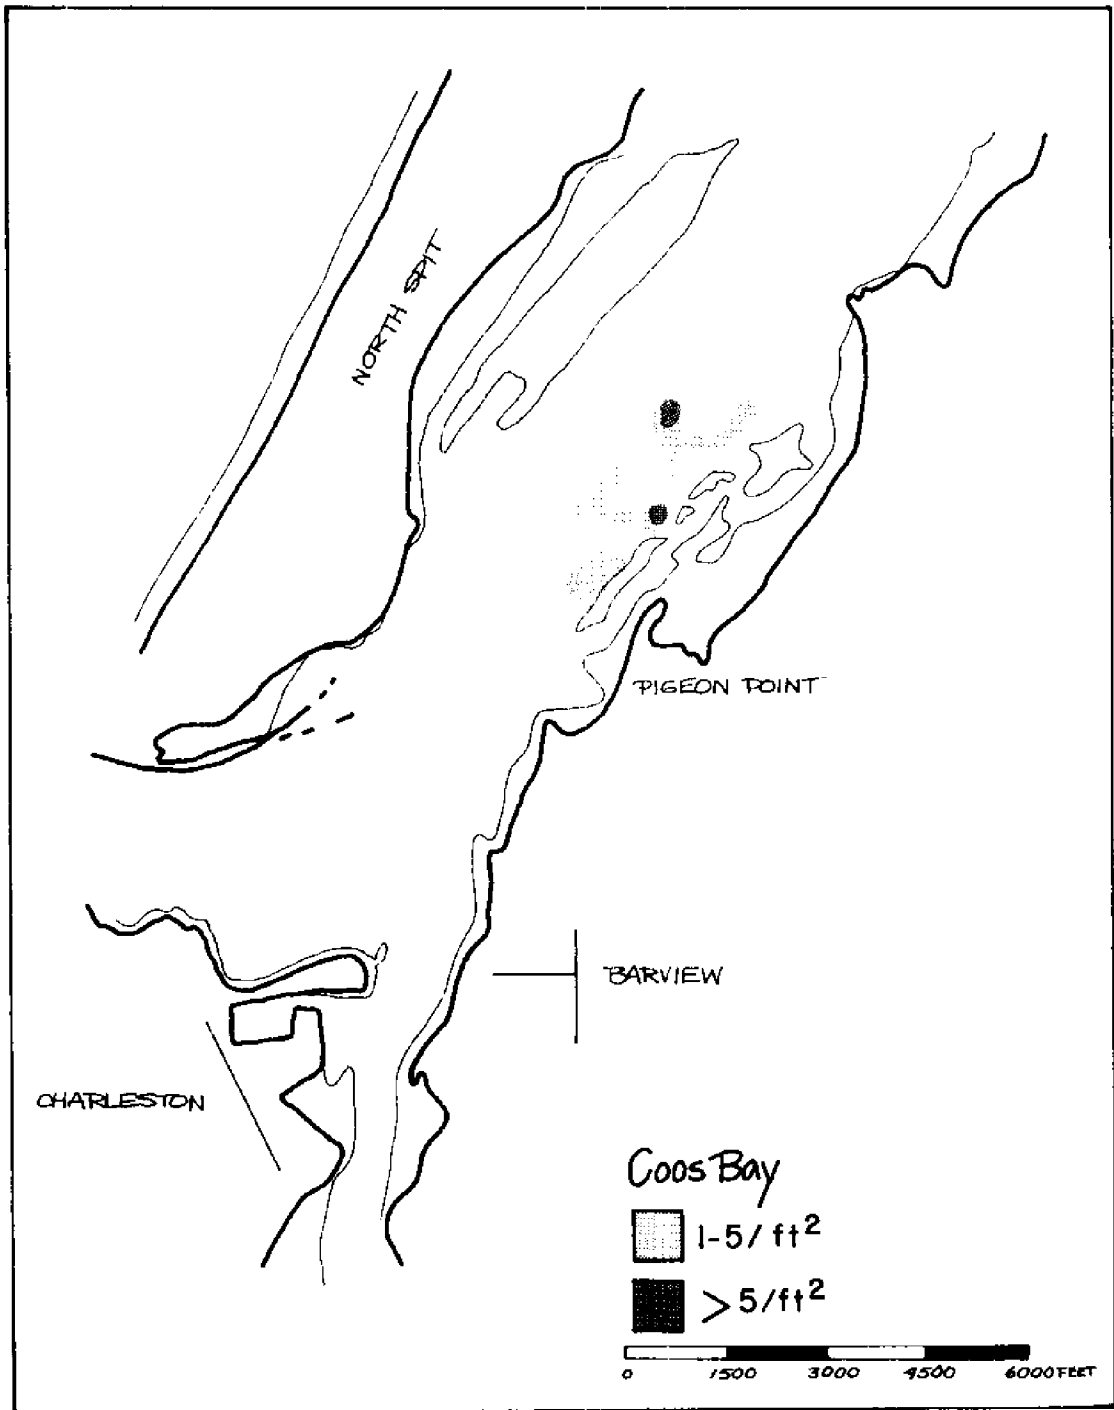 NORTH SPIT
PIGEON POINT
BARVIEW
CHARLESTON
Coos Bay
1-5/ft²
>5/ft²
0 1500 3000 4500 6000 FEET